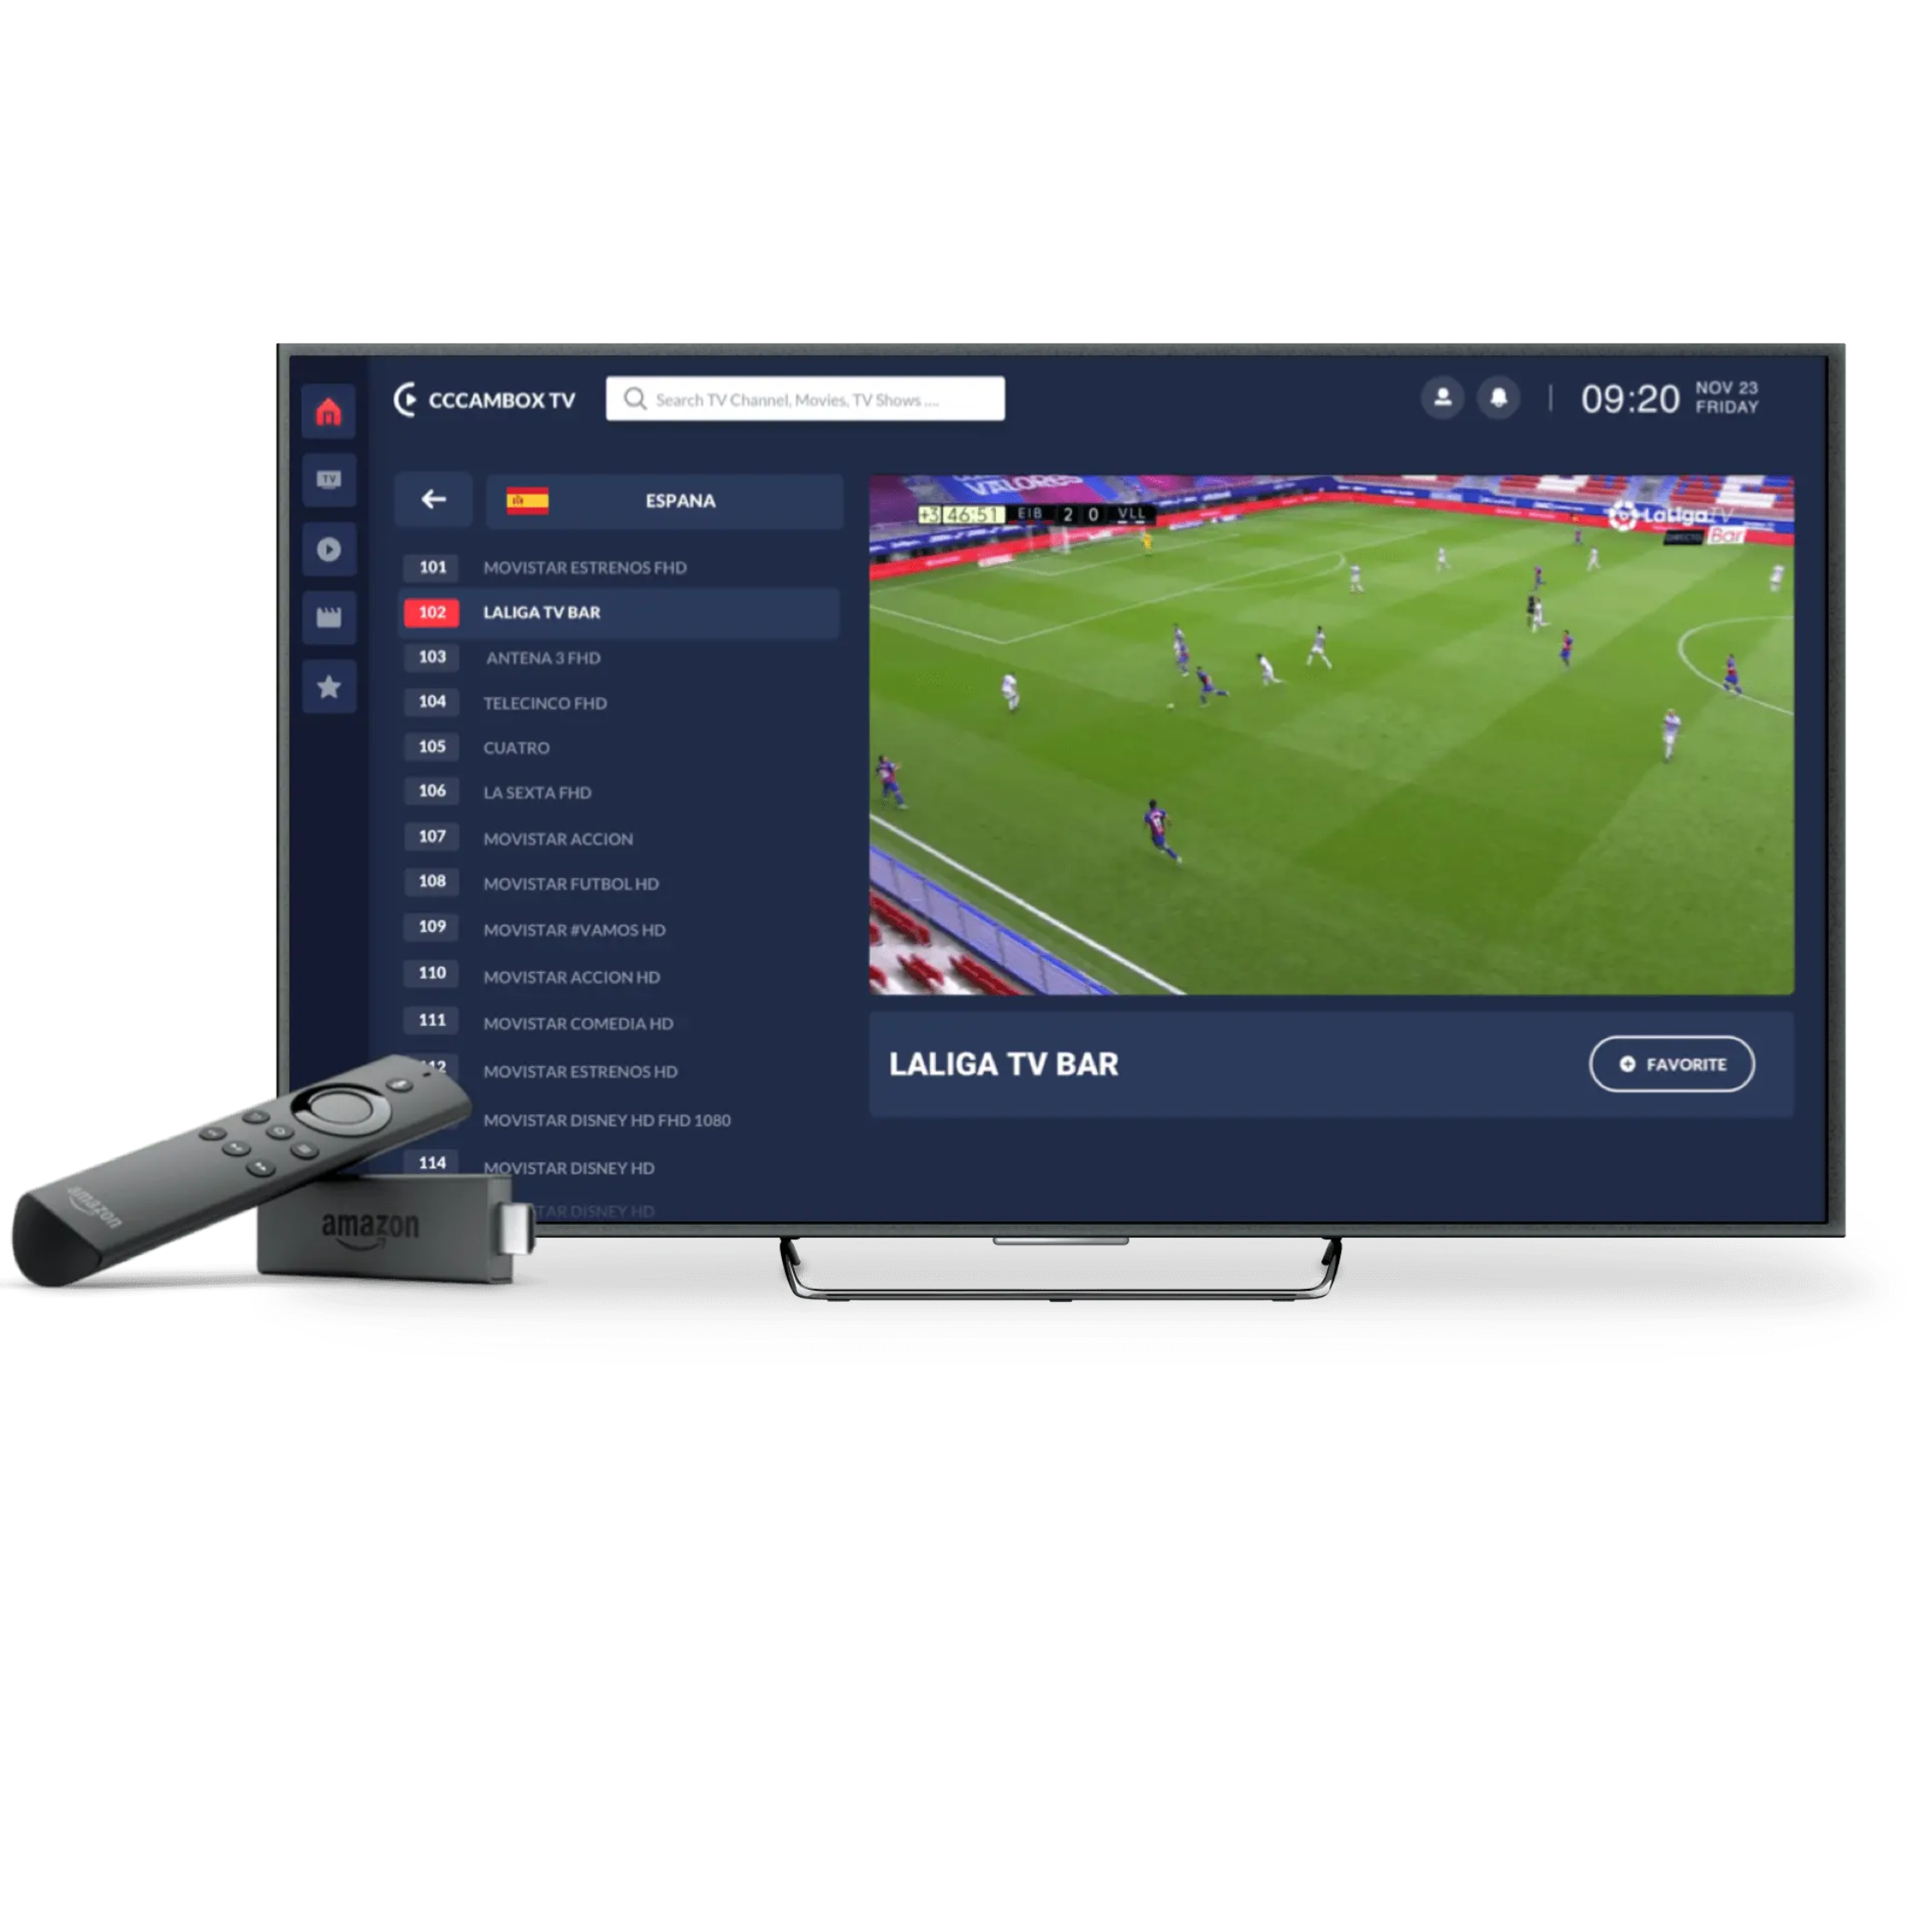 CCCAMBOX TV
Search TV Channel, Movies, TV Shows ....
09:20
NOV 23
FRIDAY
TV
ESPANA
101 MOVISTAR ESTRENOS FHD
102 LALIGA TV BAR
103 ANTENA 3 FHD
104 TELECINCO FHD
105 CUATRO
106 LA SEXTA FHD
107 MOVISTAR ACCION
108 MOVISTAR FUTBOL HD
109 MOVISTAR #VAMOS HD
110 MOVISTAR ACCION HD
111 MOVISTAR COMEDIA HD
12 MOVISTAR ESTRENOS HD
MOVISTAR DISNEY HD FHD 1080
114 MOVISTAR DISNEY HD
TAR DISNEY HD
VALORES
+3 46:51 EIB 2 0 VLL
LaLigaTV
DIRECTO Bar
LALIGA TV BAR
FAVORITE
amazon
amazon